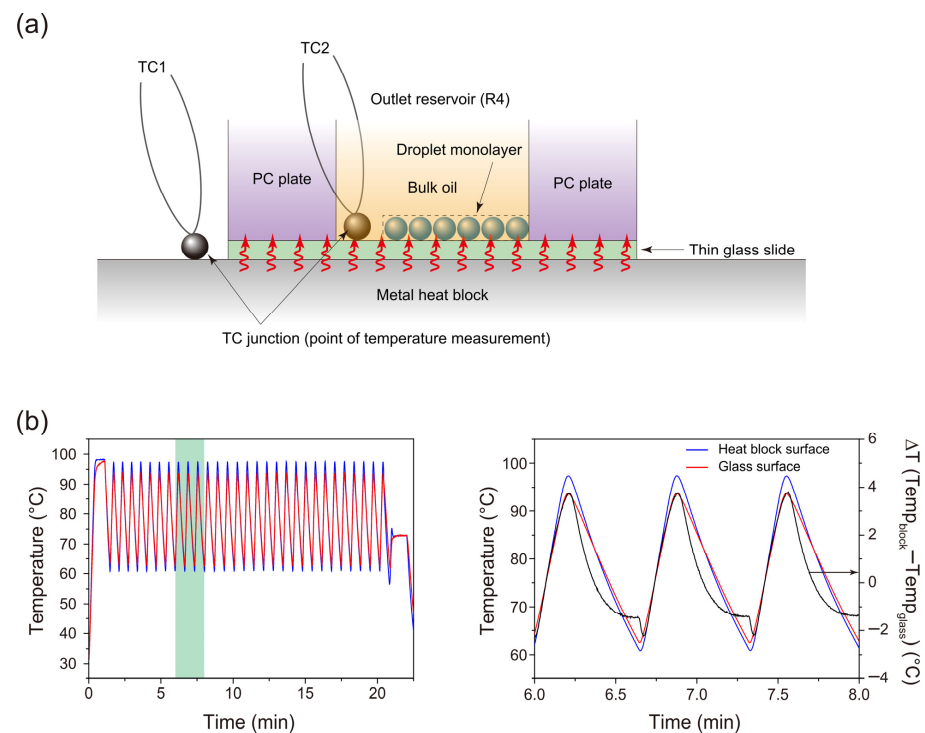 (a)
TC1
TC2
Outlet reservoir (R4)
Droplet monolayer
PC plate
Bulk oil
PC plate
Thin glass slide
Metal heat block
TC junction (point of temperature measurement)
(b)
Temperature (°C)
100
90
80
70
60
50
40
30
0
5
10
15
20
Time (min)
Temperature (°C)
100
90
80
70
60
6.0
6.5
7.0
7.5
8.0
Time (min)
Heat block surface
Glass surface
6
4
2
0
−2
−4
ΔT (Temp_block−Temp_glass) (°C)